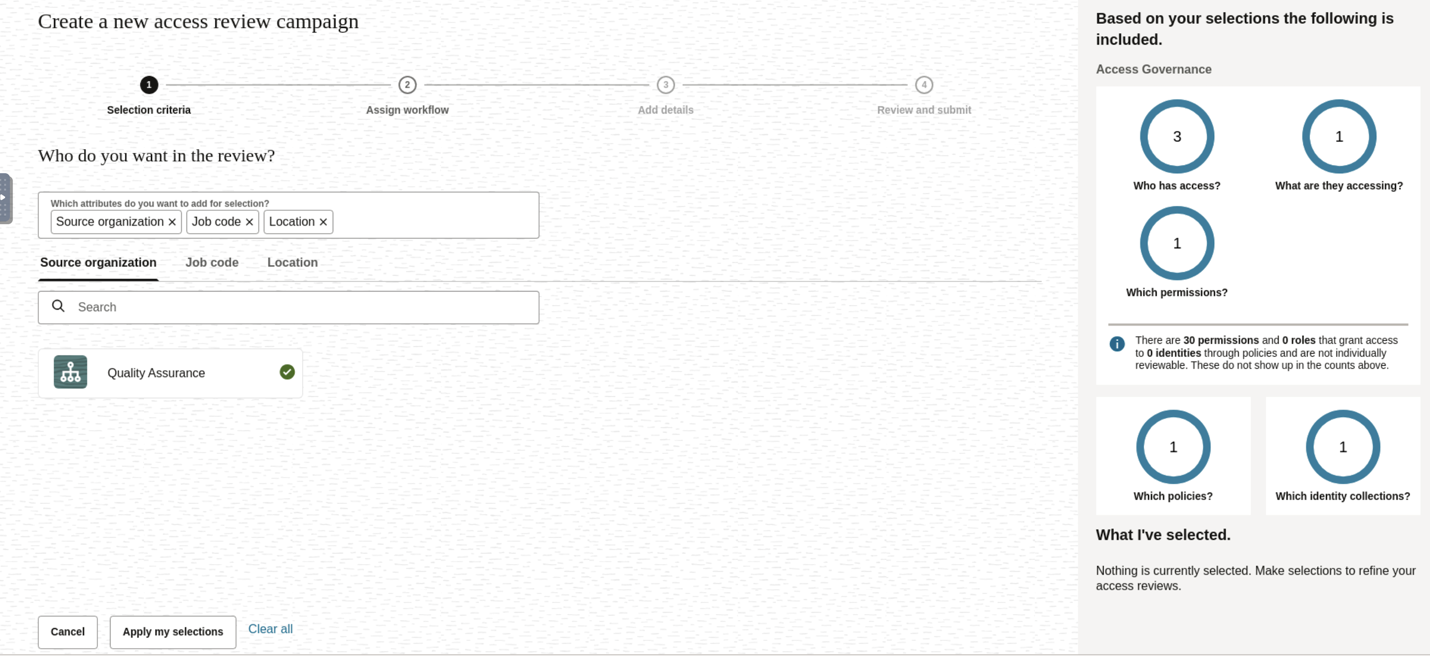 Create a new access review campaign
1
2
3
4
Selection criteria
Assign workflow
Add details
Review and submit
Who do you want in the review?
Which attributes do you want to add for selection?
Source organization × Job code × Location ×
Source organization Job code Location
Search
Quality Assurance
Cancel
Apply my selections
Clear all
Based on your selections the following is
included.
Access Governance
3
Who has access?
1
What are they accessing?
1
Which permissions?
There are 30 permissions and 0 roles that grant access
to 0 identities through policies and are not individually
reviewable. These do not show up in the counts above.
1
Which policies?
1
Which identity collections?
What I've selected.
Nothing is currently selected. Make selections to refine your
access reviews.